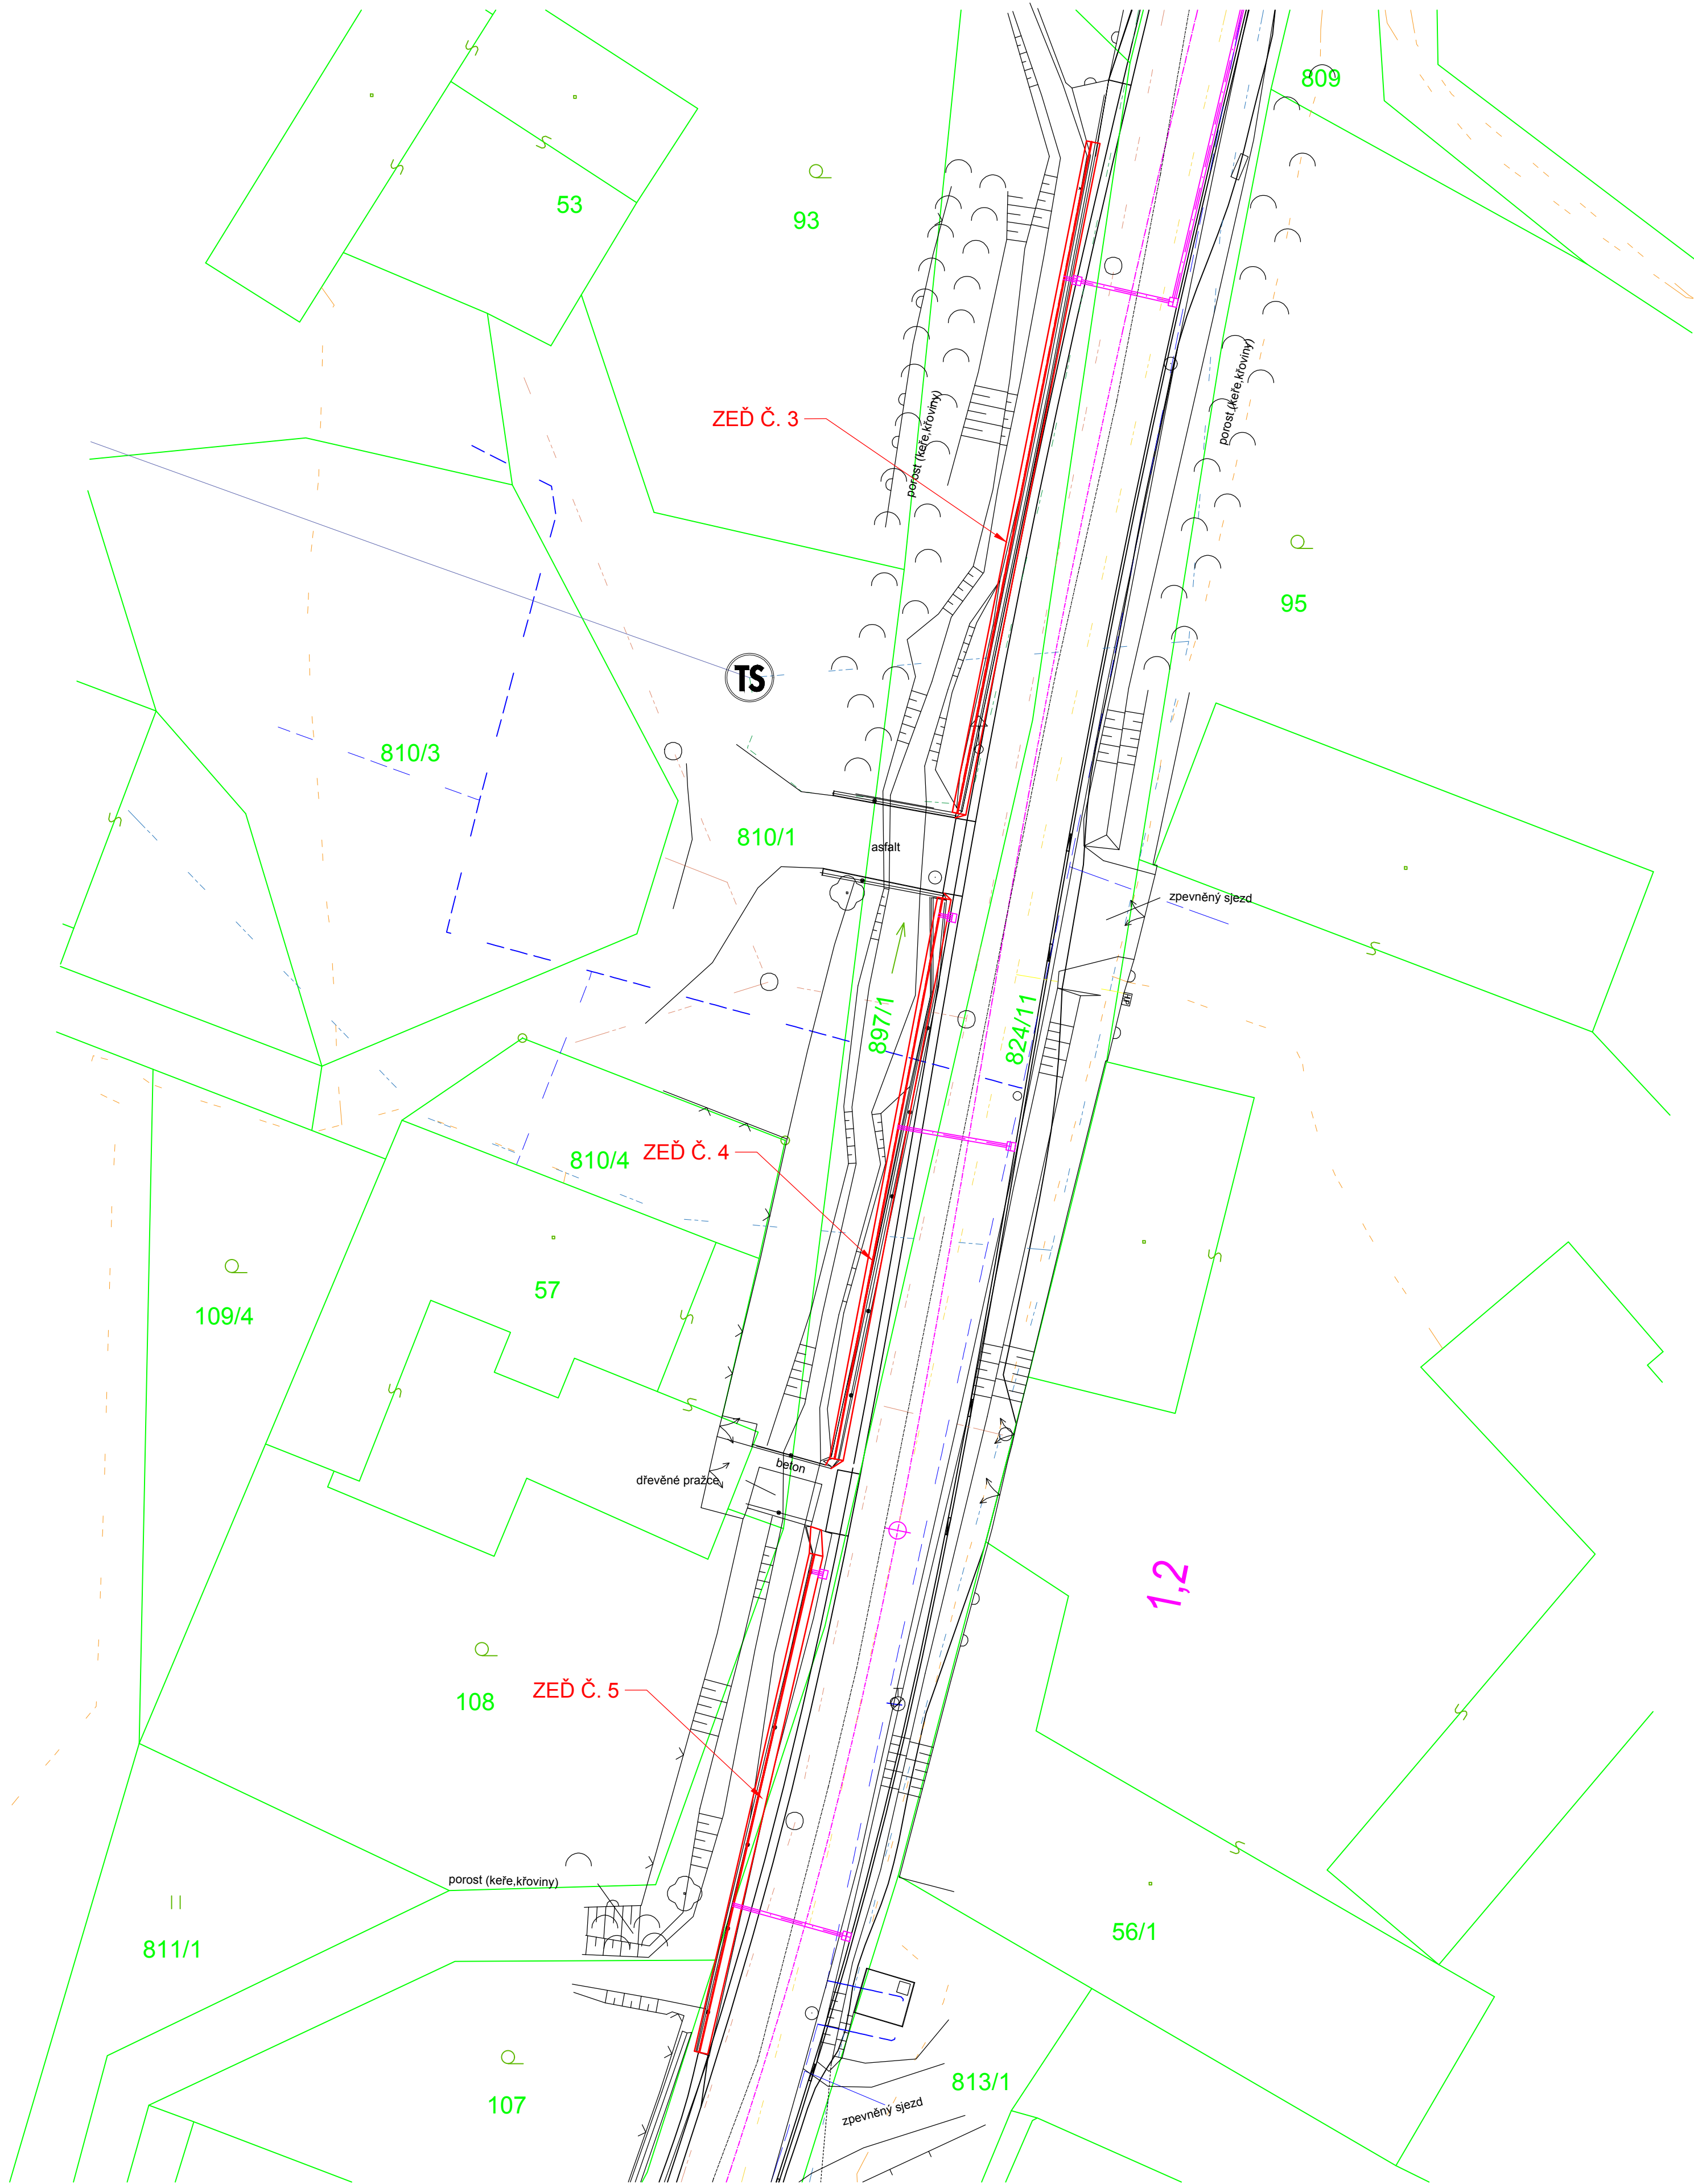 809
53
93
ZEĎ Č. 3
porost (keře,křoviny)
porost (keře,křoviny)
95
TS
810/3
810/1
asfalt
zpevněný sjezd
897/1
824/11
HP
810/4
ZEĎ Č. 4
57
109/4
beton
dřevěné pražce
1,2
108
ZEĎ Č. 5
porost (keře,křoviny)
811/1
56/1
107
813/1
zpevněný sjezd